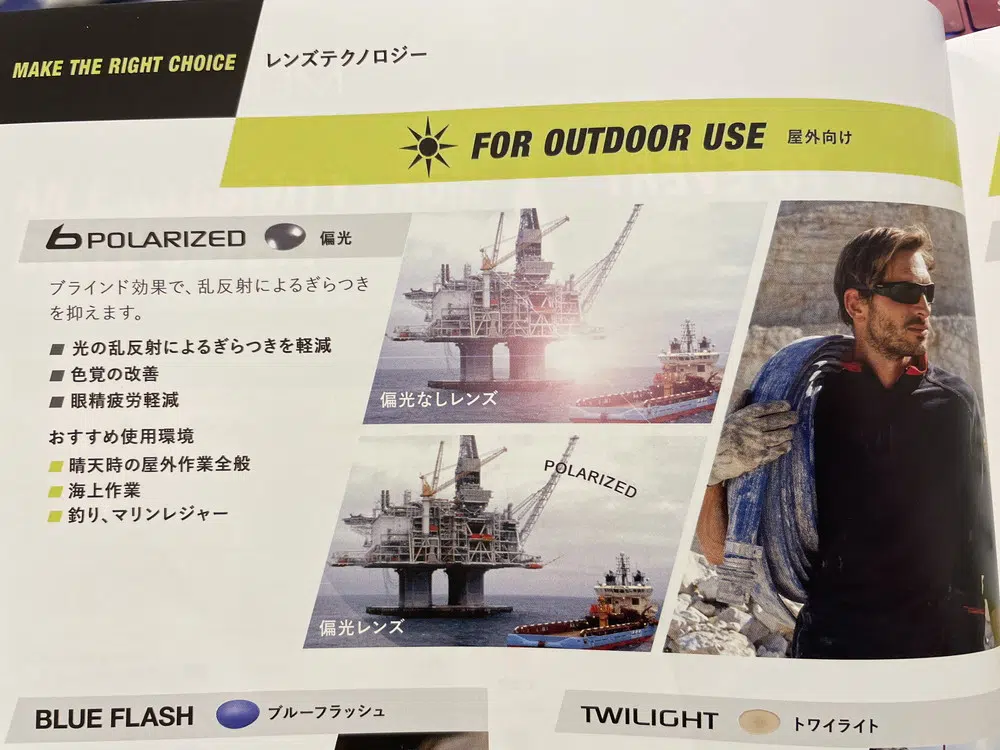 MAKE THE RIGHT CHOICE
レンズテクノロジー
FOR OUTDOOR USE 屋外向け
POLARIZED 偏光
ブラインド効果で、乱反射によるぎらつき
を抑えます。
光の乱反射によるぎらつきを軽減
色覚の改善
眼精疲労軽減
おすすめ使用環境
晴天時の屋外作業全般
海上作業
釣り、マリンレジャー
偏光なしレンズ
POLARIZED
偏光レンズ
BLUE FLASH ブルーフラッシュ
TWILIGHT トワイライト